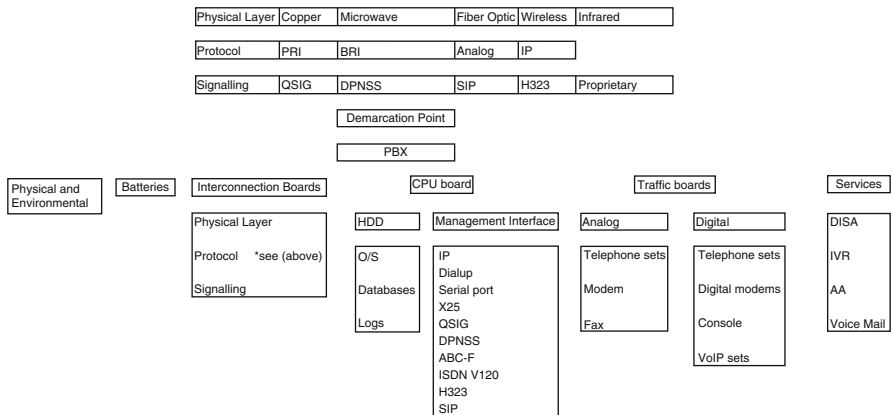 Physical Layer Copper Microwave Fiber Optic Wireless Infrared
Protocol PRI BRI Analog IP
Signalling QSIG DPNSS SIP H323 Proprietary
Demarcation Point
PBX
Physical and
Environmental
Batteries
Interconnection Boards
Physical Layer
Protocol *see (above)
Signalling
CPU board
HDD
O/S
Databases
Logs
Management Interface
IP
Dialup
Serial port
X25
QSIG
DPNSS
ABC-F
ISDN V120
H323
SIP
Traffic boards
Analog
Telephone sets
Modem
Fax
Digital
Telephone sets
Digital modems
Console
VoIP sets
Services
DISA
IVR
AA
Voice Mail